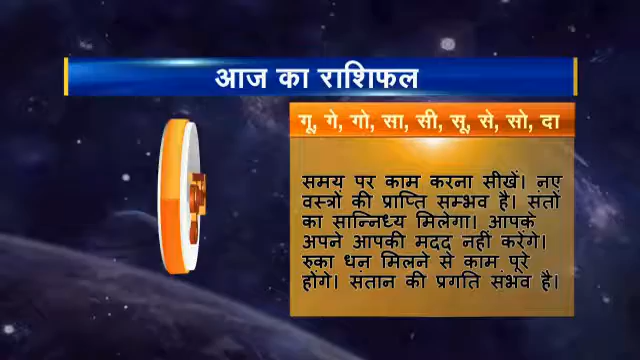 आज का राशिफल
गू, गे, गो, सा, सी, सू, से, सो, दा
समय पर काम करना सीखें। नए
वस्त्रों की प्राप्ति सम्भव है। संतों
का सान्निध्य मिलेगा। आपके
अपने आपकी मदद नहीं करेंगे।
रुका धन मिलने से काम पूरे
होंगे। संतान की प्रगति संभव है।